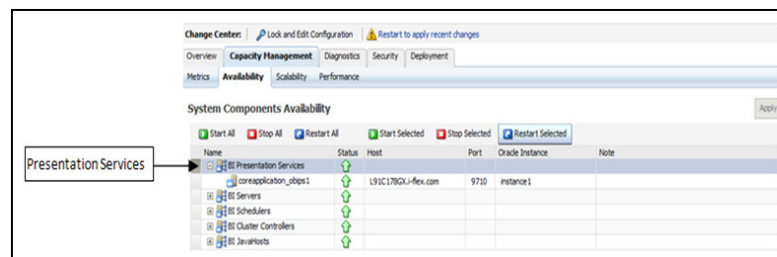 Change Center: Lock and Edit Configuration Restart to apply recent changes
Overview Capacity Management Diagnostics Security Deployment
Metrics Availability Scalability Performance
System Components Availability Apply
Start All Stop All Restart All Start Selected Stop Selected Restart Selected
Name Status Host Port Oracle Instance Note
Presentation Services BI Presentation Services
coreapplication_obips1 L91C178GX.i-flex.com 9710 instance1
BI Servers
BI Schedulers
BI Cluster Controllers
BI JavaHosts